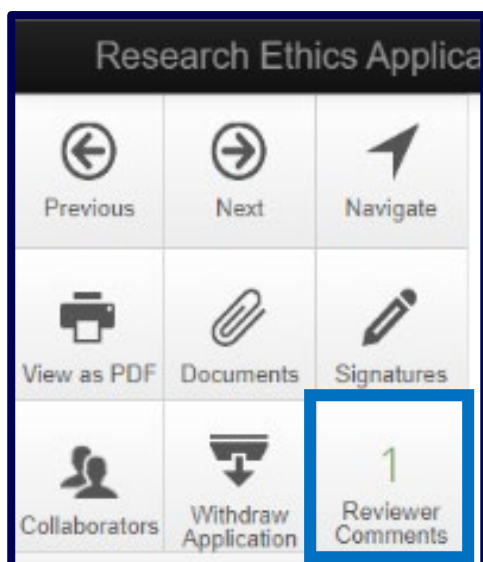 Research Ethics Applica
Previous
Next
Navigate
View as PDF
Documents
Signatures
Collaborators
Withdraw
Application
1
Reviewer
Comments